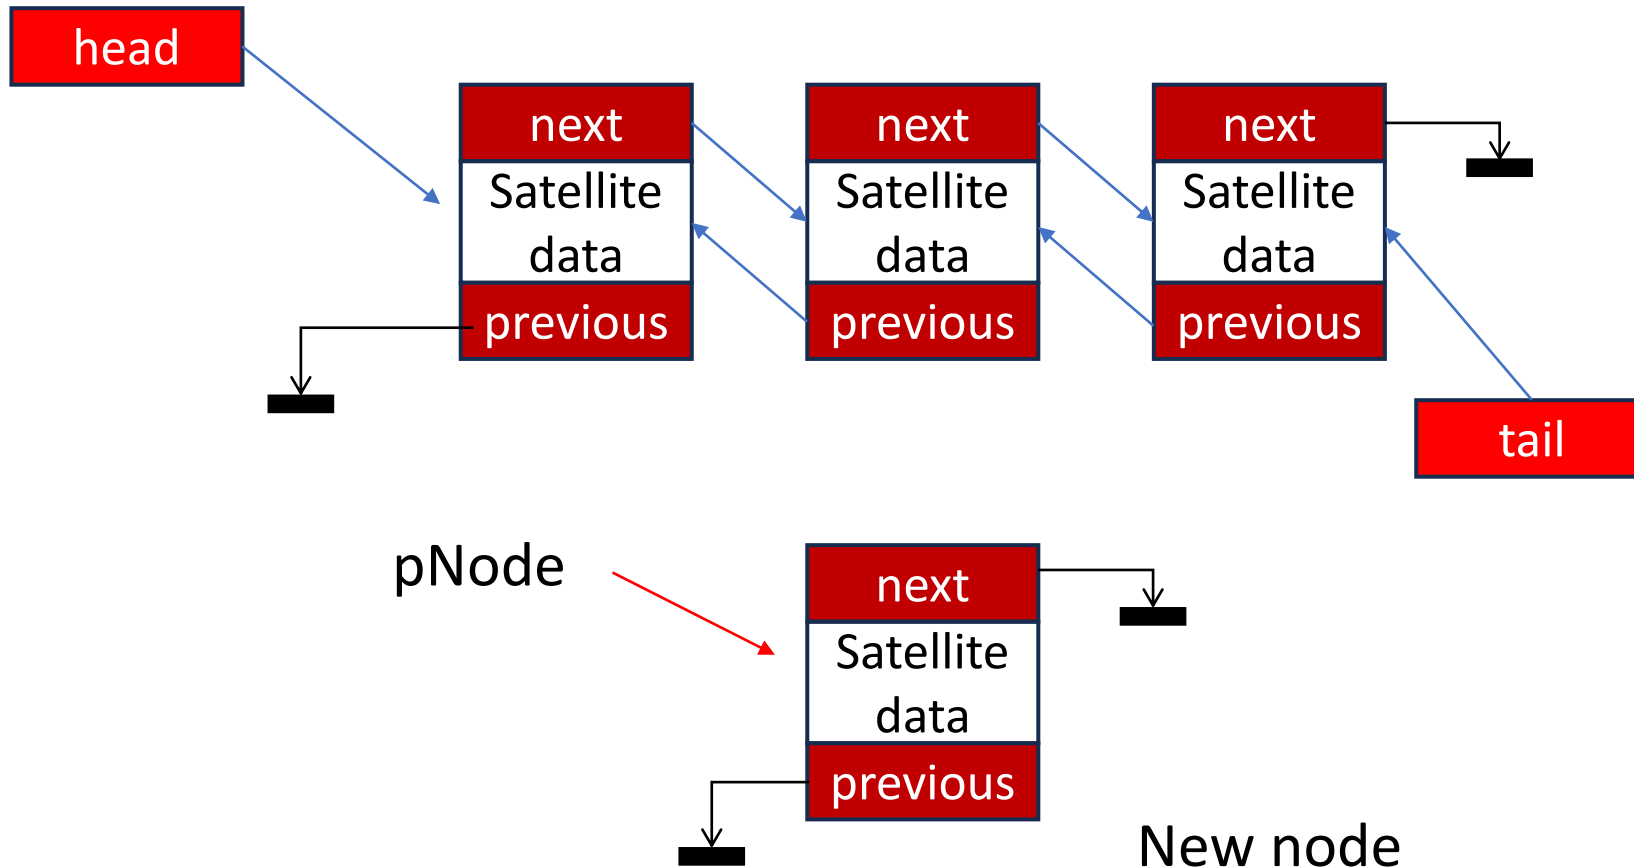 head
next
next
next
Satellite
data
Satellite
data
Satellite
data
previous
previous
previous
tail
pNode
next
Satellite
data
previous
New node